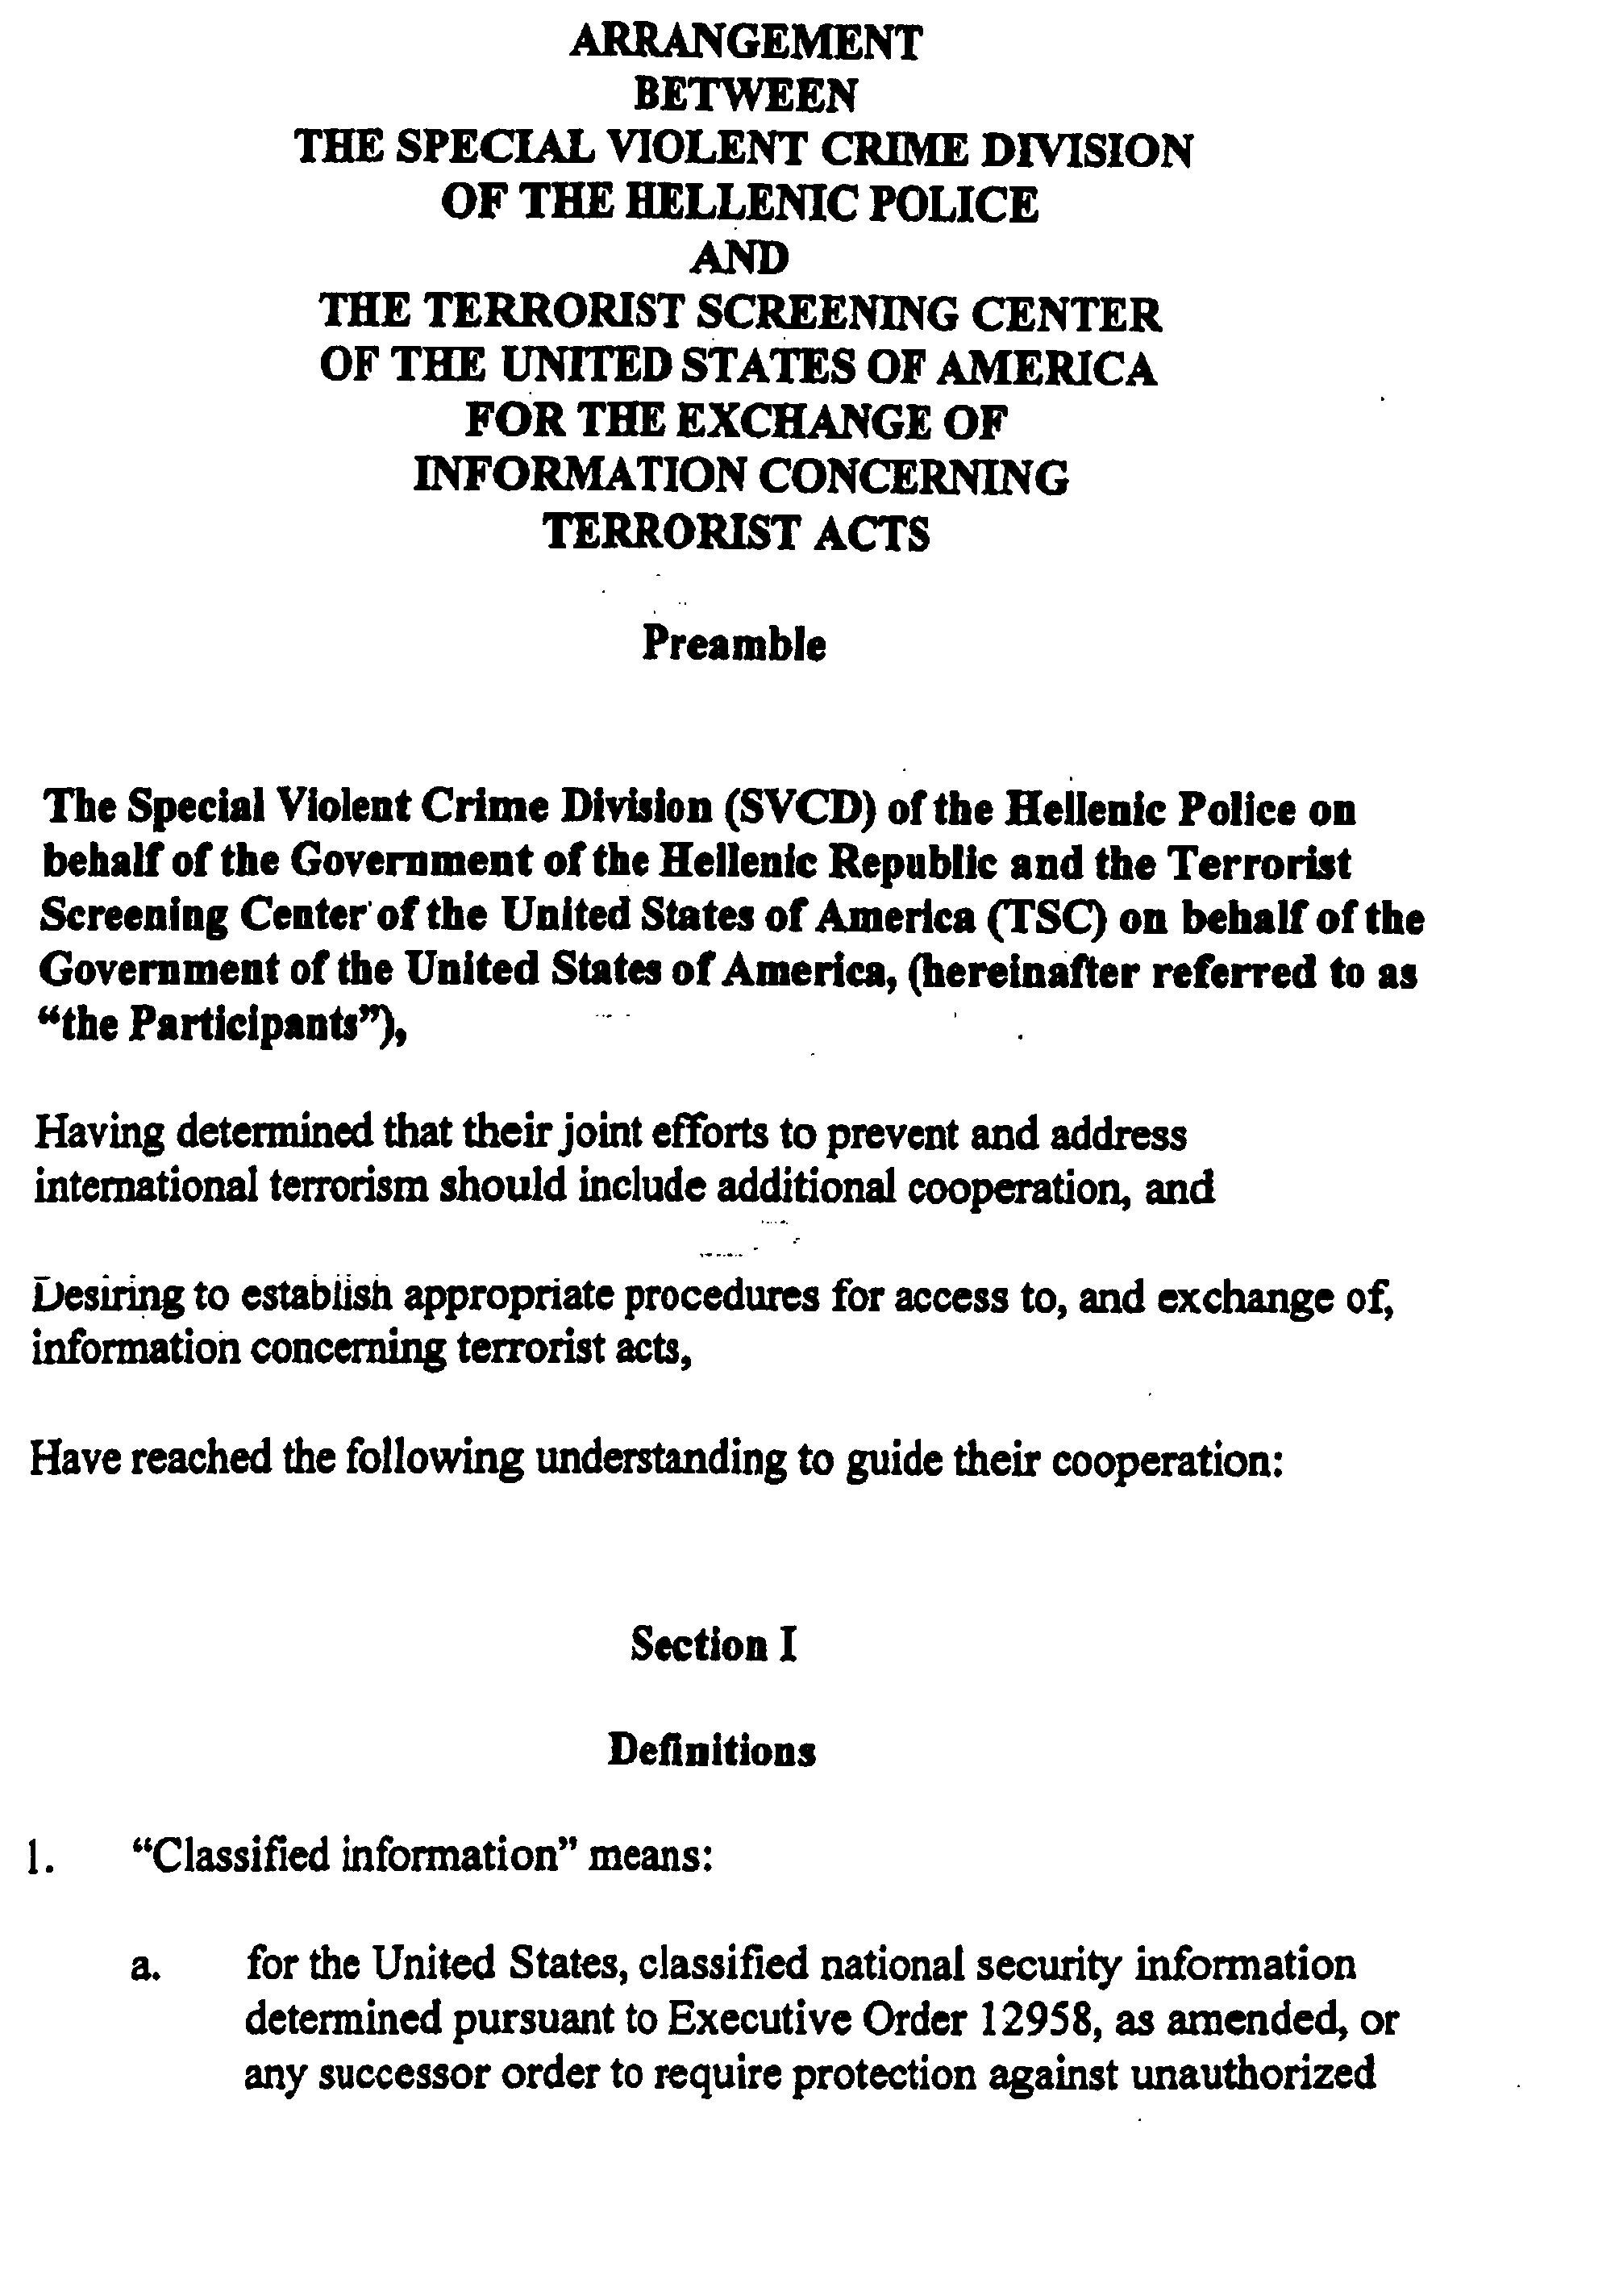 ARRANGEMENT
BETWEEN
THE SPECIAL VIOLENT CRIME DIVISION
OF THE HELLENIC POLICE
AND
THE TERRORIST SCREENING CENTER
OF THE UNITED STATES OF AMERICA
FOR THE EXCHANGE OF
INFORMATION CONCERNING
TERRORIST ACTS
Preamble
The Special Violent Crime Division (SVCD) of the Hellenic Police on
behalf of the Government of the Hellenic Republic and the Terrorist
Screening Center of the United States of America (TSC) on behalf of the
Government of the United States of America, (hereinafter referred to as
“the Participants”),
Having determined that their joint efforts to prevent and address
international terrorism should include additional cooperation, and
Desiring to establish appropriate procedures for access to, and exchange of,
information concerning terrorist acts,
Have reached the following understanding to guide their cooperation:
Section I
Definitions
1. “Classified information” means:
a. for the United States, classified national security information
determined pursuant to Executive Order 12958, as amended, or
any successor order to require protection against unauthorized